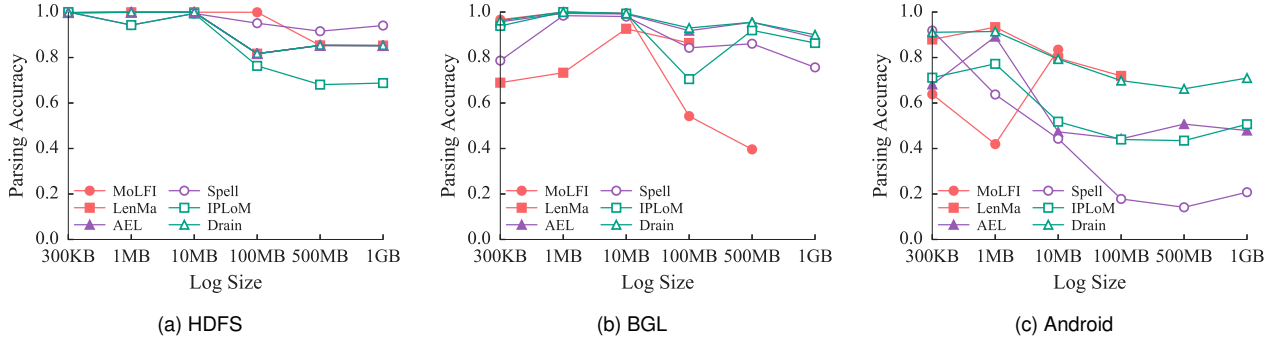 Parsing Accuracy
1.0
0.8
0.6
0.4
0.2
0.0
MoLFI Spell
LenMa IPLoM
AEL Drain
300KB 1MB 10MB 100MB 500MB 1GB
Log Size
(a) HDFS
Parsing Accuracy
1.0
0.8
0.6
0.4
0.2
0.0
MoLFI Spell
LenMa IPLoM
AEL Drain
300KB 1MB 10MB 100MB 500MB 1GB
Log Size
(b) BGL
Parsing Accuracy
1.0
0.8
0.6
0.4
0.2
0.0
MoLFI Spell
LenMa IPLoM
AEL Drain
300KB 1MB 10MB 100MB 500MB 1GB
Log Size
(c) Android